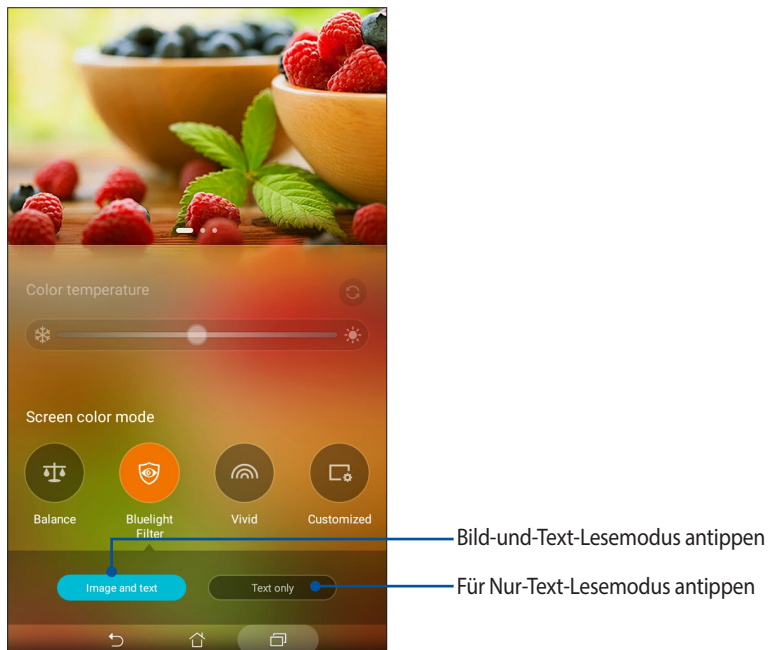 Color temperature
Screen color mode
Balance
Bluelight
Filter
Vivid
Customized
Bild-und-Text-Lesemodus antippen
Image and text
Text only
Für Nur-Text-Lesemodus antippen